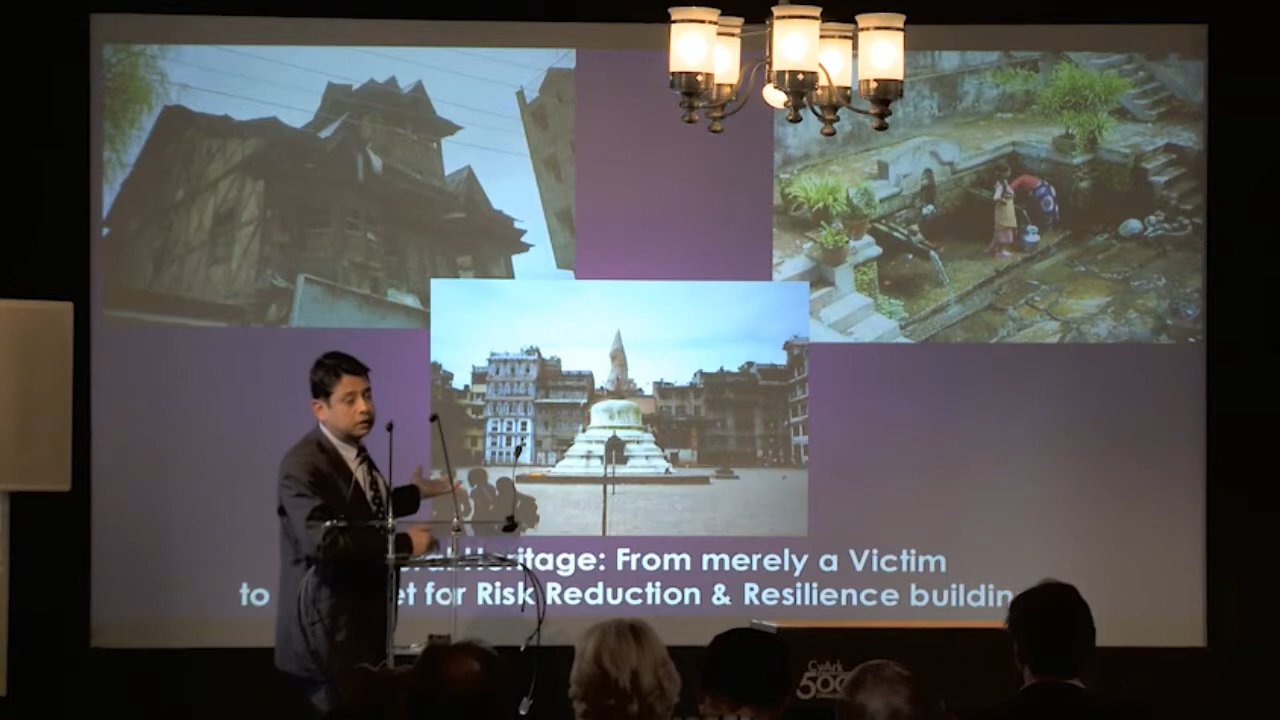 Heritage: From merely a Victim
to et for Risk Reduction & Resilience buildin
CyArk
500